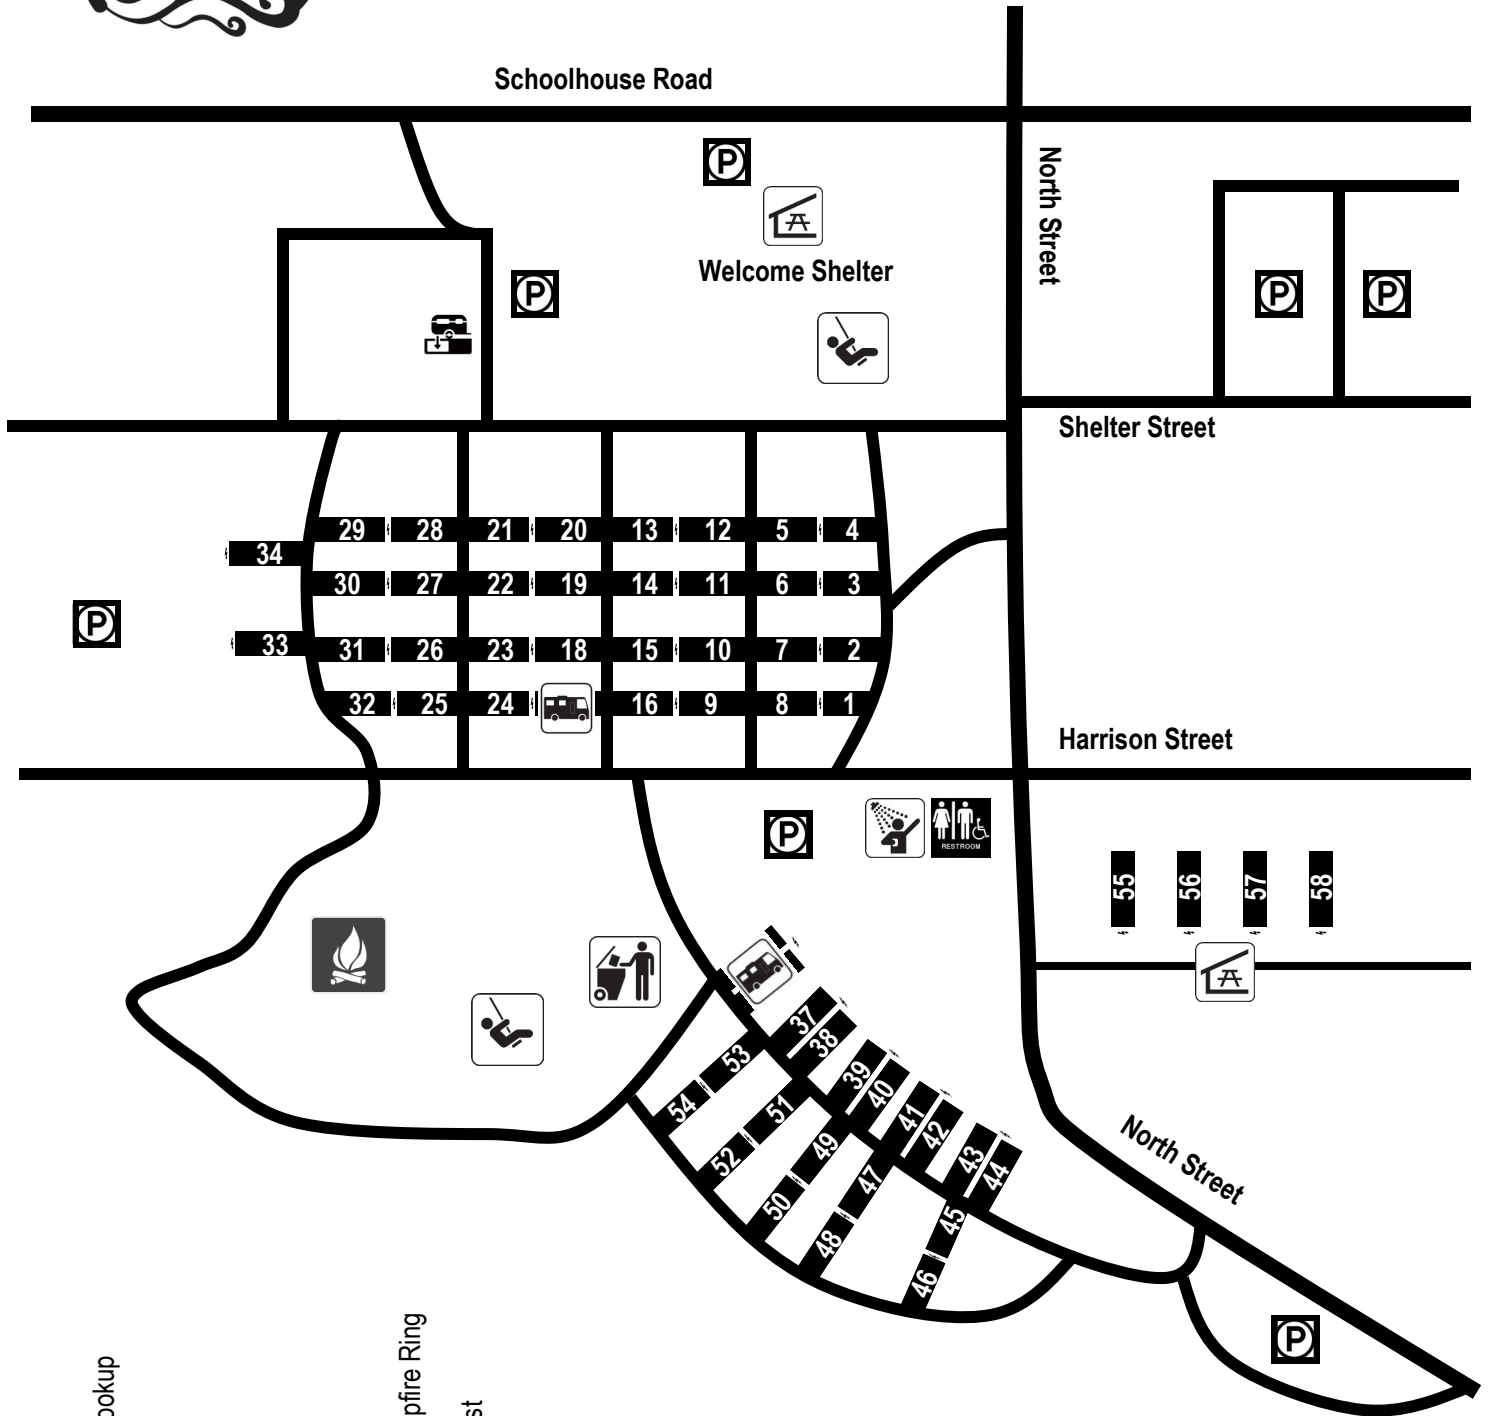 Schoolhouse Road
P
North Street
Welcome Shelter
P
P
P
Shelter Street
29 28 21 20 13 12 5 4
34
30 27 22 19 14 11 6 3
P
33 31 26 23 18 15 10 7 2
32 25 24 16 9 8 1
Harrison Street
P
RESTROOM
55 56 57 58
37
38
53
39
40
54
51
41
42
49
52
43
44
47
50
45
48
46
North Street
P
ookup
pfire Ring
st